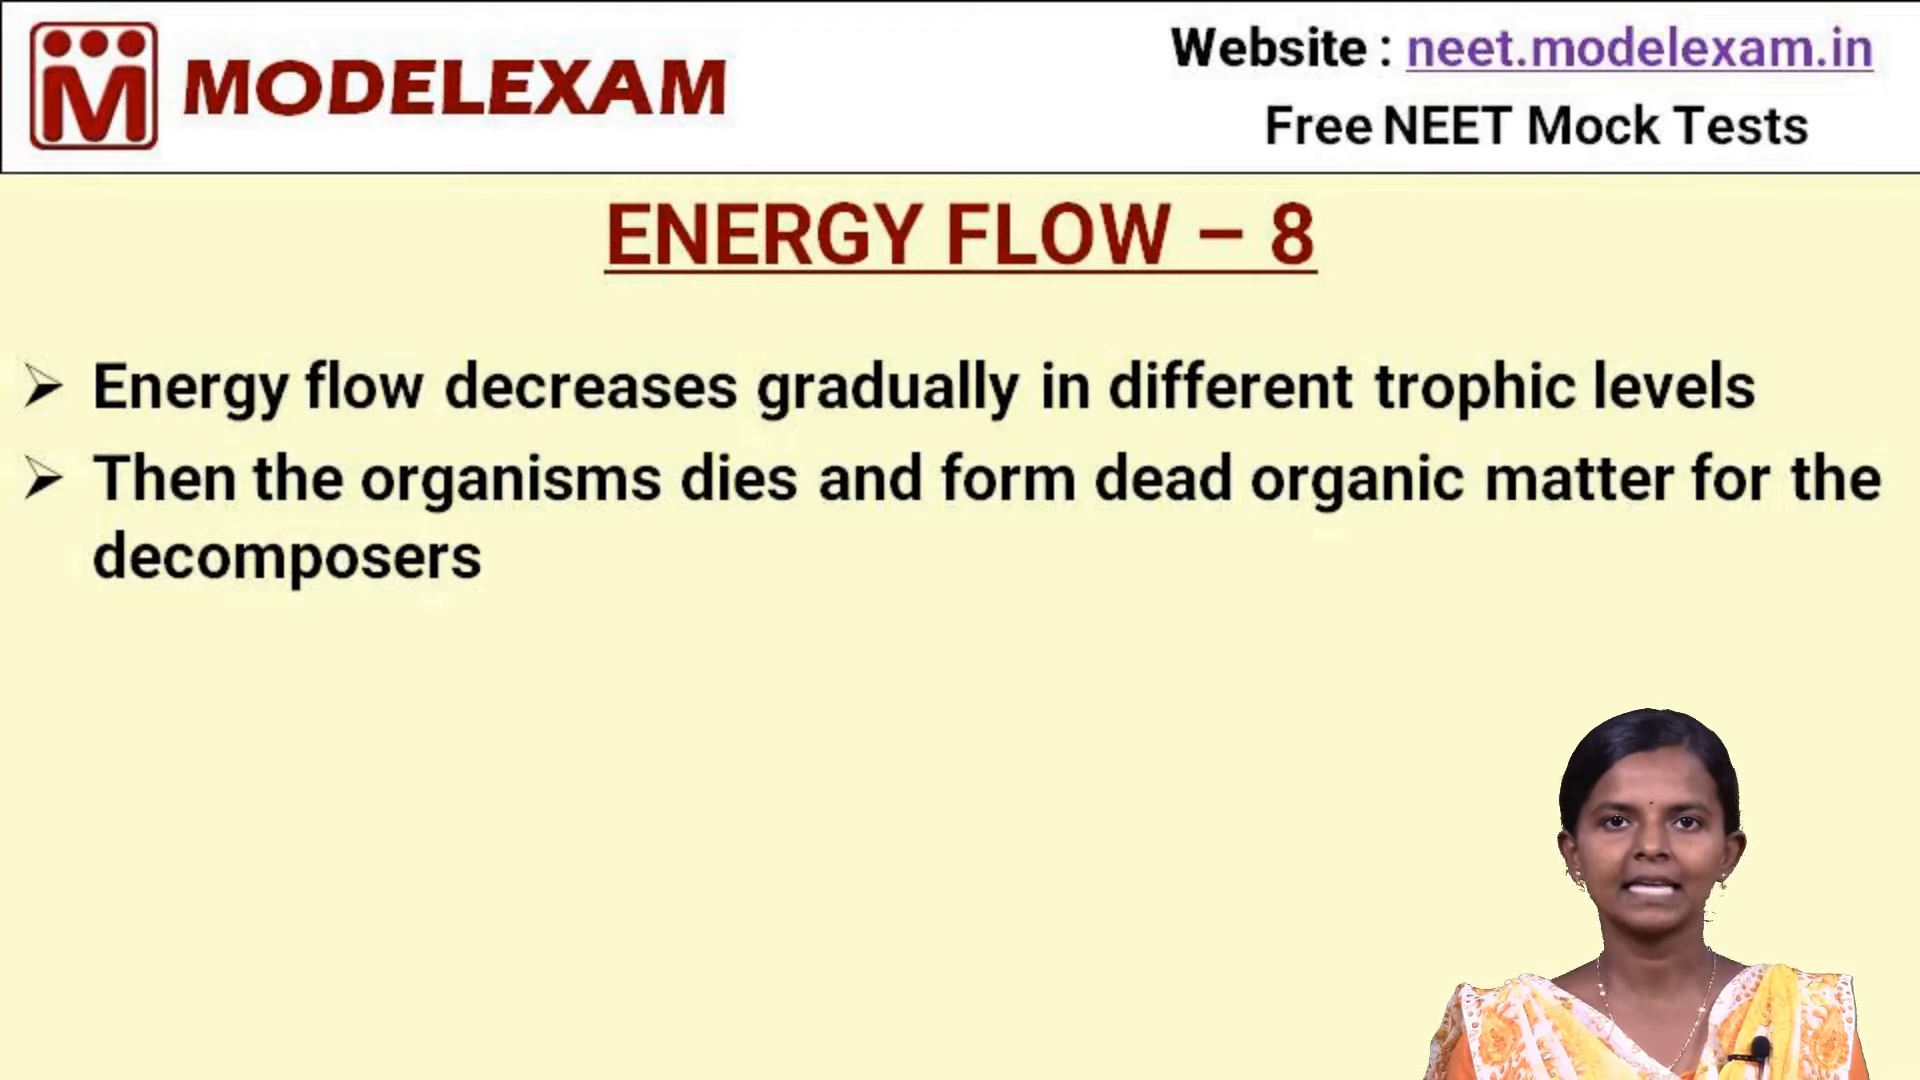 MODELEXAM
Website : neet.modelexam.in
Free NEET Mock Tests
ENERGY FLOW – 8
➢ Energy flow decreases gradually in different trophic levels
➢ Then the organisms dies and form dead organic matter for the
decomposers